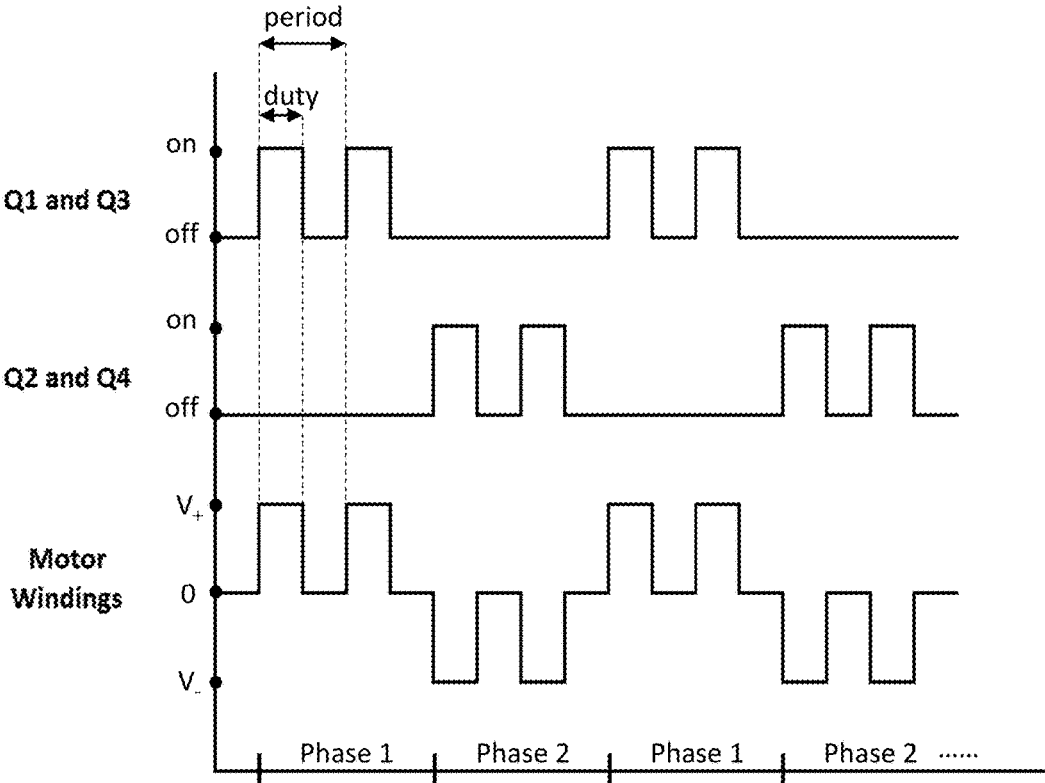 period
duty
on
Q1 and Q3
off
on
Q2 and Q4
off
V+
Motor
Windings
0
V-
Phase 1 Phase 2 Phase 1 Phase 2 ......